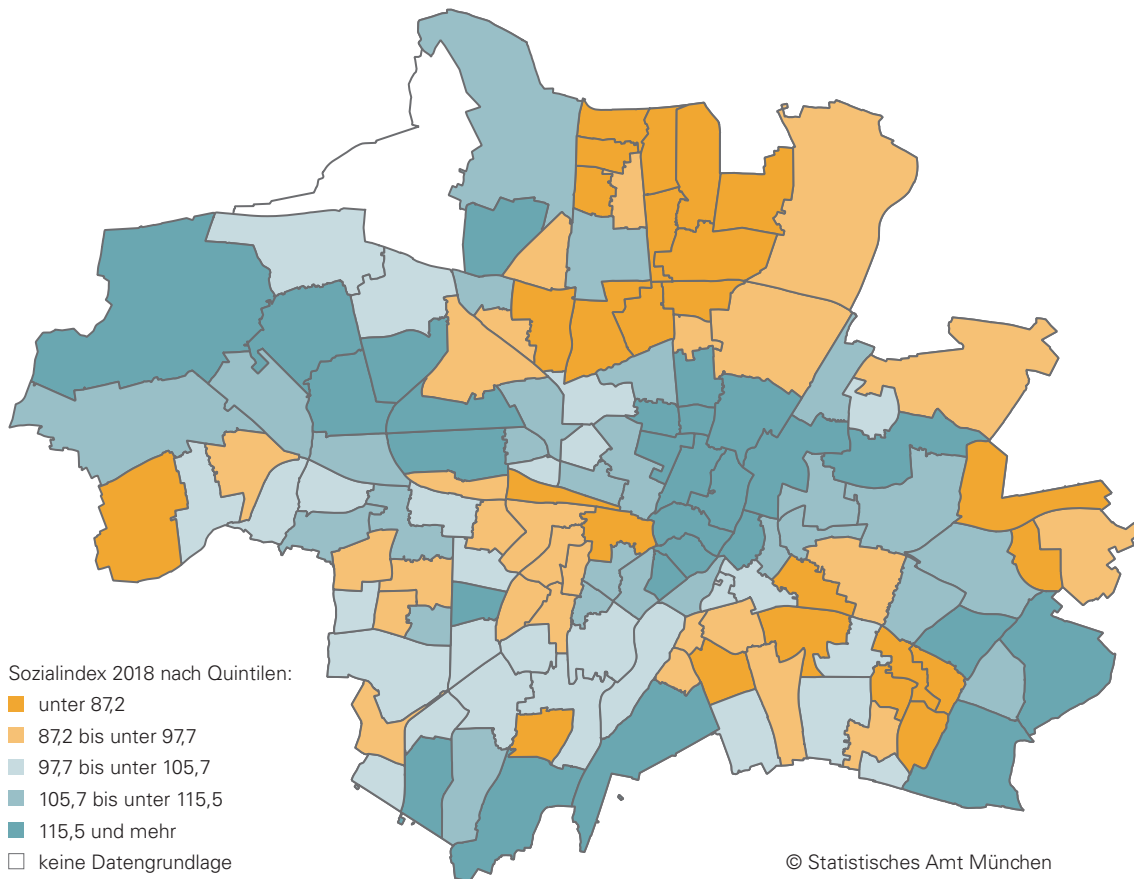 Sozialindex 2018 nach Quintilen:
unter 87,2
87,2 bis unter 97,7
97,7 bis unter 105,7
105,7 bis unter 115,5
115,5 und mehr
keine Datengrundlage
© Statistisches Amt München